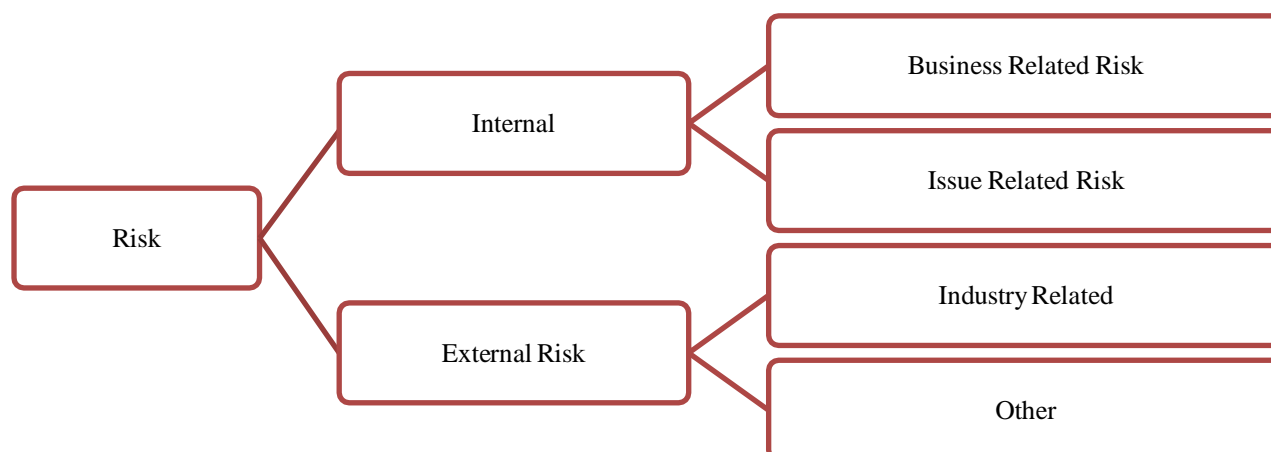 Risk
Internal
External Risk
Business Related Risk
Issue Related Risk
Industry Related
Other